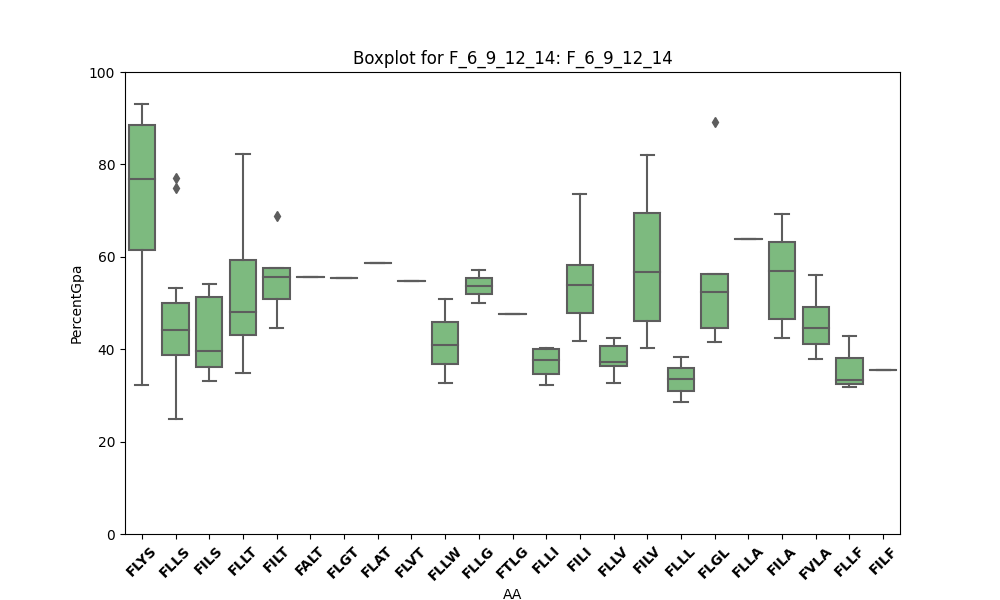 Boxplot for F_6_9_12_14: F_6_9_12_14
100
80
60
40
20
0
PercentGpa
FLYS FLLS FILS FLLT FILT FALT FLGT FLAT FLVT FLLW FLLG FTLG FLLI FILI FLLV FILV FLLL FLGL FLLA FILA FVLA FLLF FILF
AA